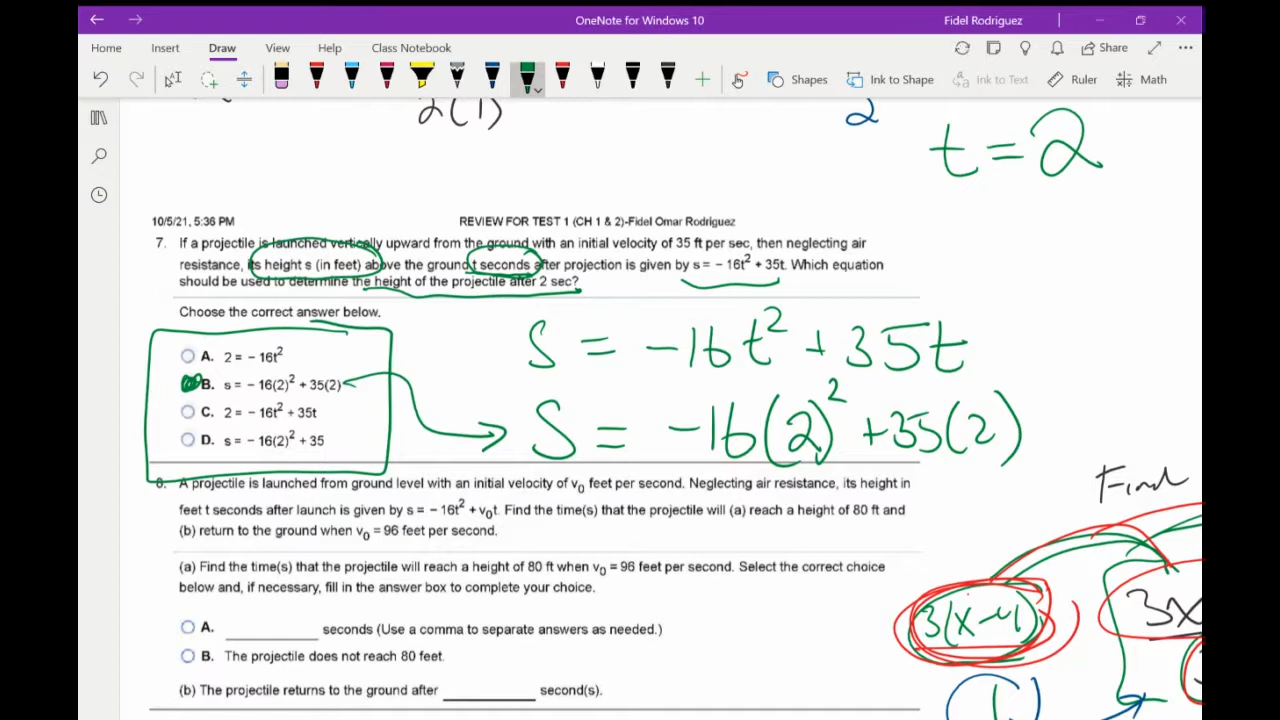 OneNote for Windows 10
Fidel Rodriguez
Home Insert Draw View Help Class Notebook
Share
Shapes Ink to Shape Ink to Text Ruler Math
2(1)
2
t = 2
10/5/21, 5:36 PM REVIEW FOR TEST 1 (CH 1 & 2)-Fidel Omar Rodriguez
7. If a projectile is launched vertically upward from the ground with an initial velocity of 35 ft per sec, then neglecting air
resistance, its height s (in feet) above the ground t seconds after projection is given by s = − 16t² + 35t. Which equation
should be used to determine the height of the projectile after 2 sec?
Choose the correct answer below.
A. 2 = − 16t²
B. s = − 16(2)² + 35(2)
C. 2 = − 16t² + 35t
D. s = − 16(2)² + 35
S = -16t² + 35t
S = -16(2)² + 35(2)
A projectile is launched from ground level with an initial velocity of v₀ feet per second. Neglecting air resistance, its height in
feet t seconds after launch is given by s = − 16t² + v₀t. Find the time(s) that the projectile will (a) reach a height of 80 ft and
(b) return to the ground when v₀ = 96 feet per second.
(a) Find the time(s) that the projectile will reach a height of 80 ft when v₀ = 96 feet per second. Select the correct choice
below and, if necessary, fill in the answer box to complete your choice.
A. ________ seconds (Use a comma to separate answers as needed.)
B. The projectile does not reach 80 feet.
(b) The projectile returns to the ground after ________ second(s).
Find
3(x-4)
3x